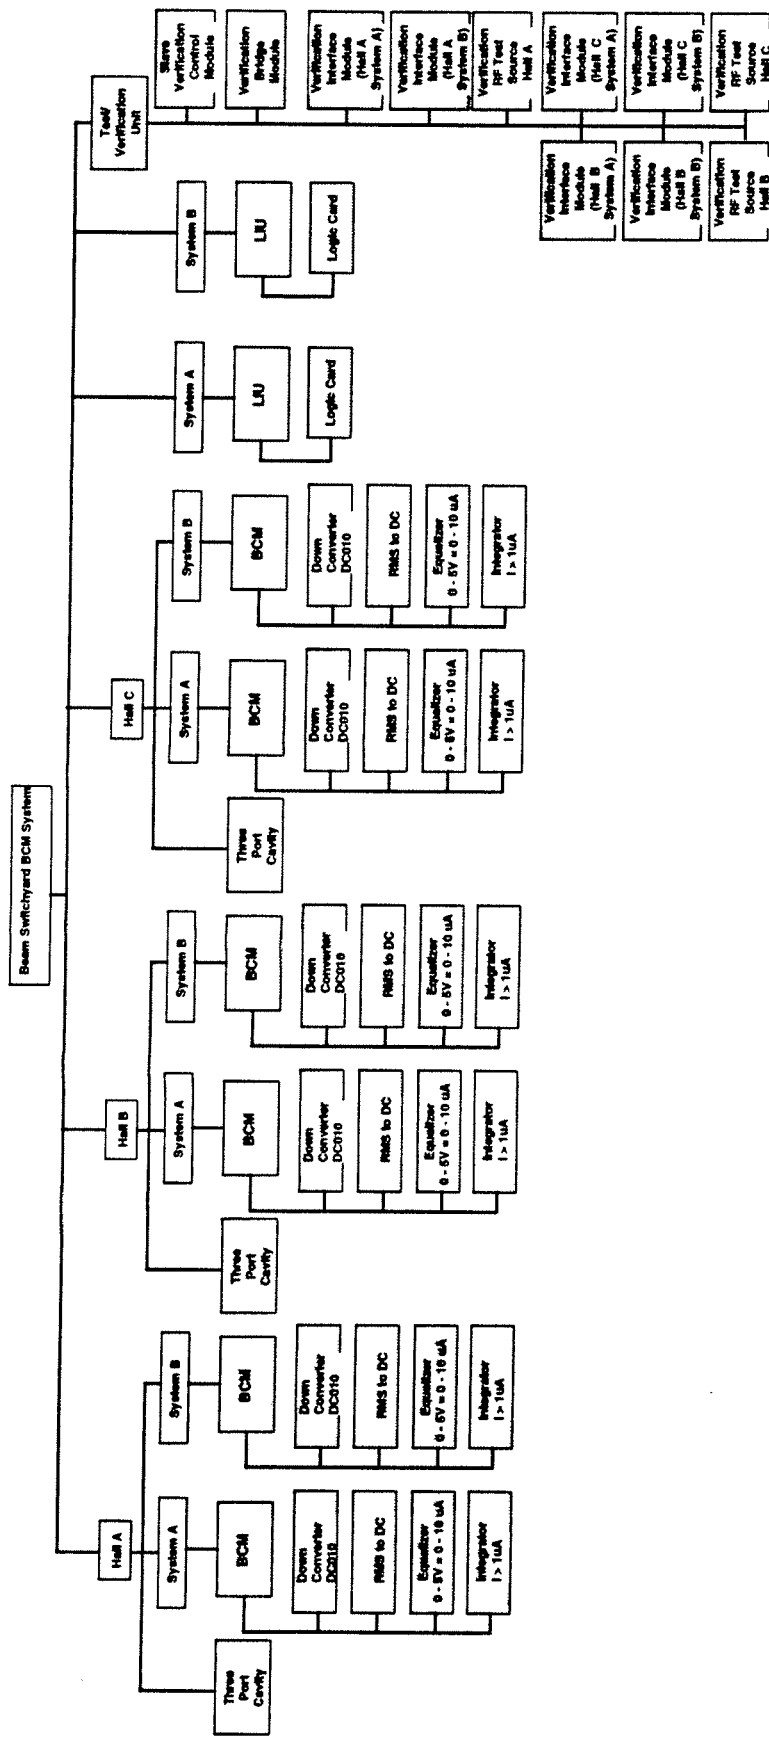 Beam Switchyard BCM System
Hall A
Three
Port
Cavity
System A
BCM
Down
Converter
DC010
RMS to DC
Equalizer
0 - 5V = 0 - 10 uA
Integrator
I > 1uA
System B
BCM
Down
Converter
DC010
RMS to DC
Equalizer
0 - 5V = 0 - 10 uA
Integrator
I > 1uA
Hall B
Three
Port
Cavity
System A
BCM
Down
Converter
DC010
RMS to DC
Equalizer
0 - 5V = 0 - 10 uA
Integrator
I > 1uA
System B
BCM
Down
Converter
DC010
RMS to DC
Equalizer
0 - 5V = 0 - 10 uA
Integrator
I > 1uA
Hall C
Three
Port
Cavity
System A
BCM
Down
Converter
DC010
RMS to DC
Equalizer
0 - 5V = 0 - 10 uA
Integrator
I > 1uA
System B
BCM
Down
Converter
DC010
RMS to DC
Equalizer
0 - 5V = 0 - 10 uA
Integrator
I > 1uA
System A
LIU
Logic Card
System B
LIU
Logic Card
Test/
Verification
Unit
Slave
Verification
Control
Module
Verification
Bridge
Module
Verification
Interface
Module
(Hall A
System A)
Verification
Interface
Module
(Hall A
System B)
Verification
RF Test
Source
Hall A
Verification
Interface
Module
(Hall B
System A)
Verification
Interface
Module
(Hall C
System A)
Verification
Interface
Module
(Hall B
System B)
Verification
Interface
Module
(Hall C
System B)
Verification
RF Test
Source
Hall B
Verification
RF Test
Source
Hall C